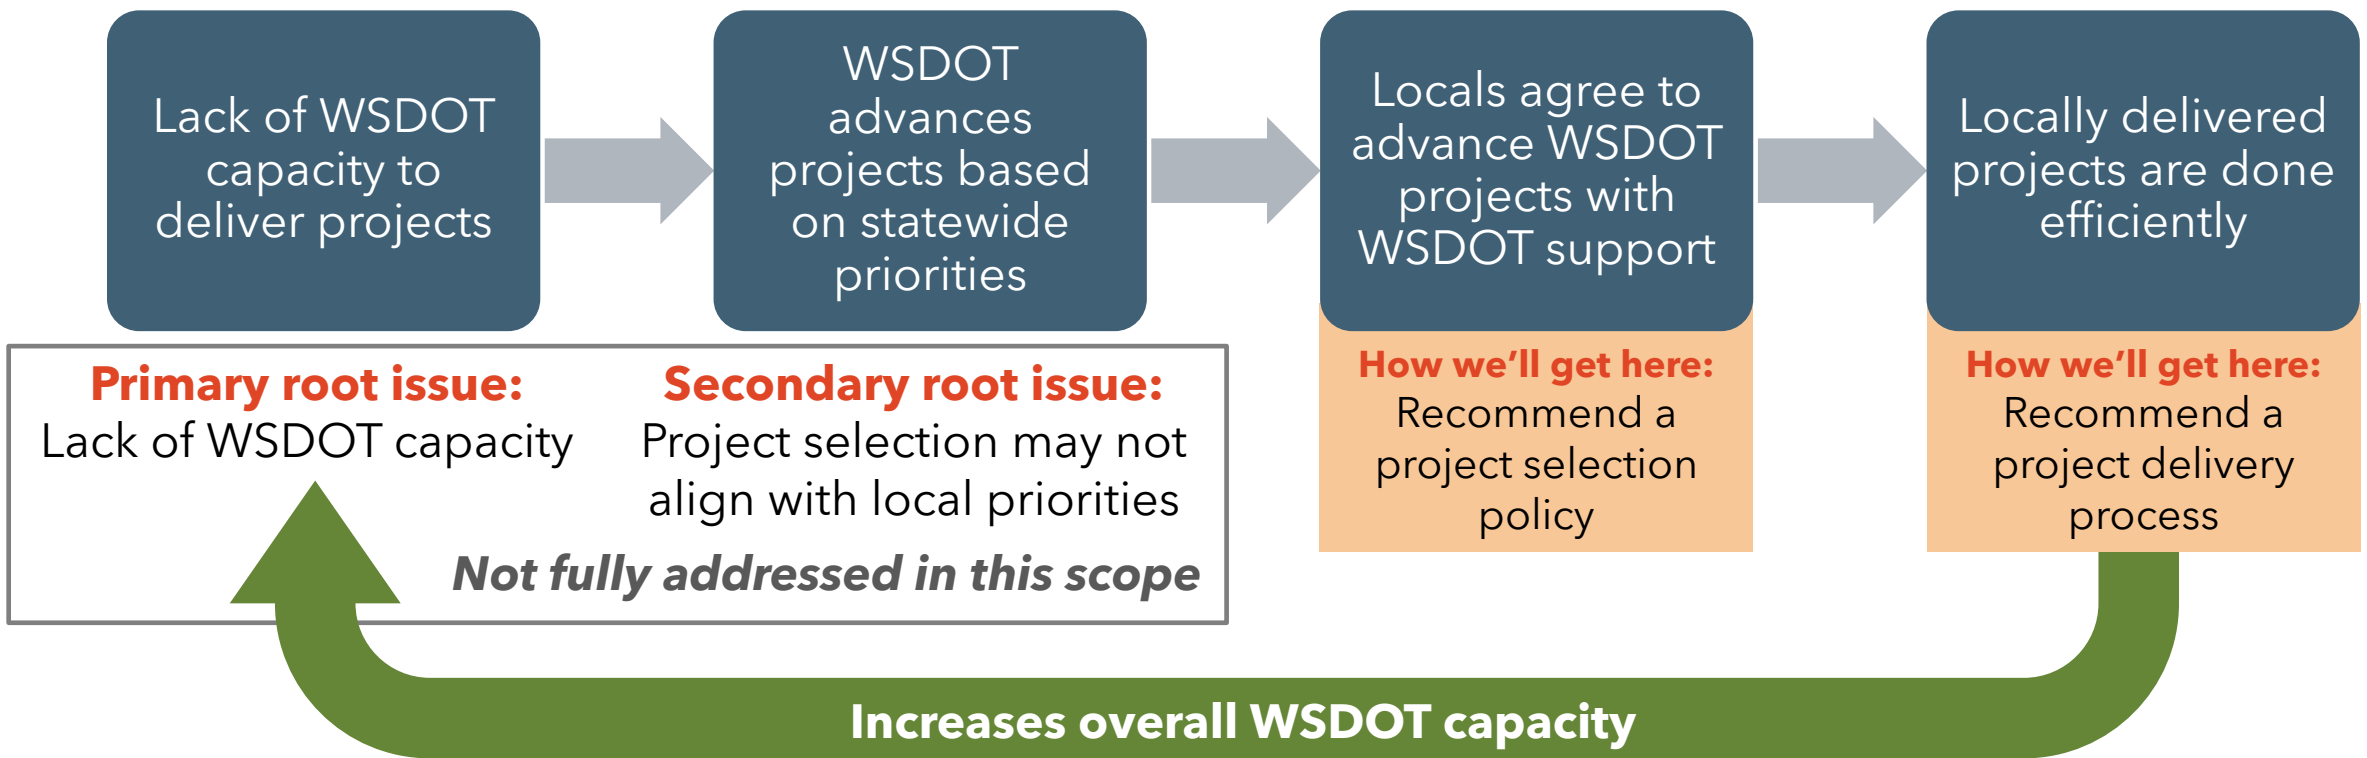 Lack of WSDOT
capacity to
deliver projects
WSDOT
advances
projects based
on statewide
priorities
Locals agree to
advance WSDOT
projects with
WSDOT support
Locally delivered
projects are done
efficiently
Primary root issue:
Lack of WSDOT capacity
Secondary root issue:
Project selection may not
align with local priorities
Not fully addressed in this scope
How we’ll get here:
Recommend a
project selection
policy
How we’ll get here:
Recommend a
project delivery
process
Increases overall WSDOT capacity